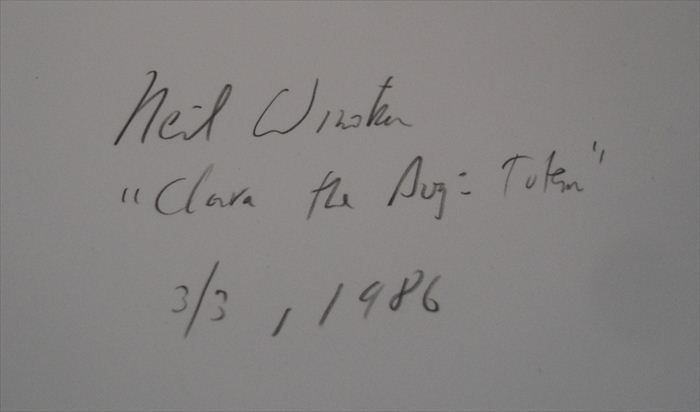 Neil Winokur
"Clara the Dog: Totem"
3/3, 1986